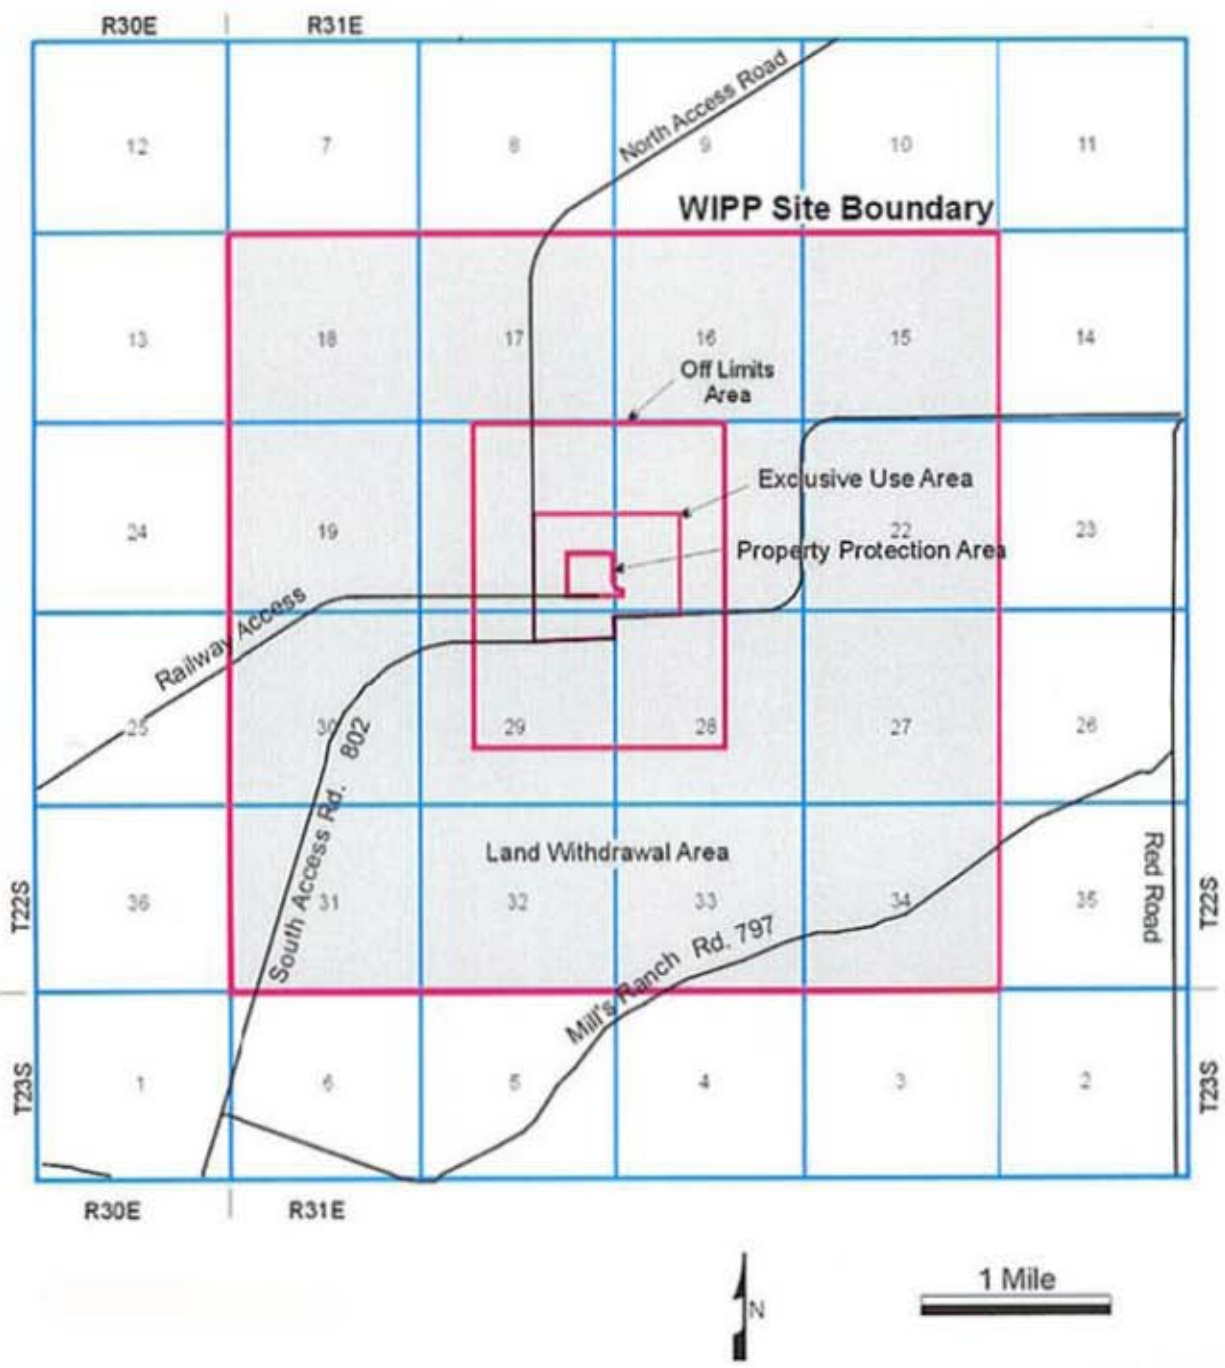 R30E R31E
North Access Road
12 7 8 9 10 11
WIPP Site Boundary
13 18 17 16 15 14
Off Limits
Area
Exclusive Use Area
24 19 22 23
Property Protection Area
Railway Access
25 30 29 28 27 26
South Access Rd. 802
Land Withdrawal Area
Red Road
T22S T22S
36 31 32 33 34 35
Mill's Ranch Rd. 797
T23S T23S
1 6 5 4 3 2
R30E R31E
1 Mile
N